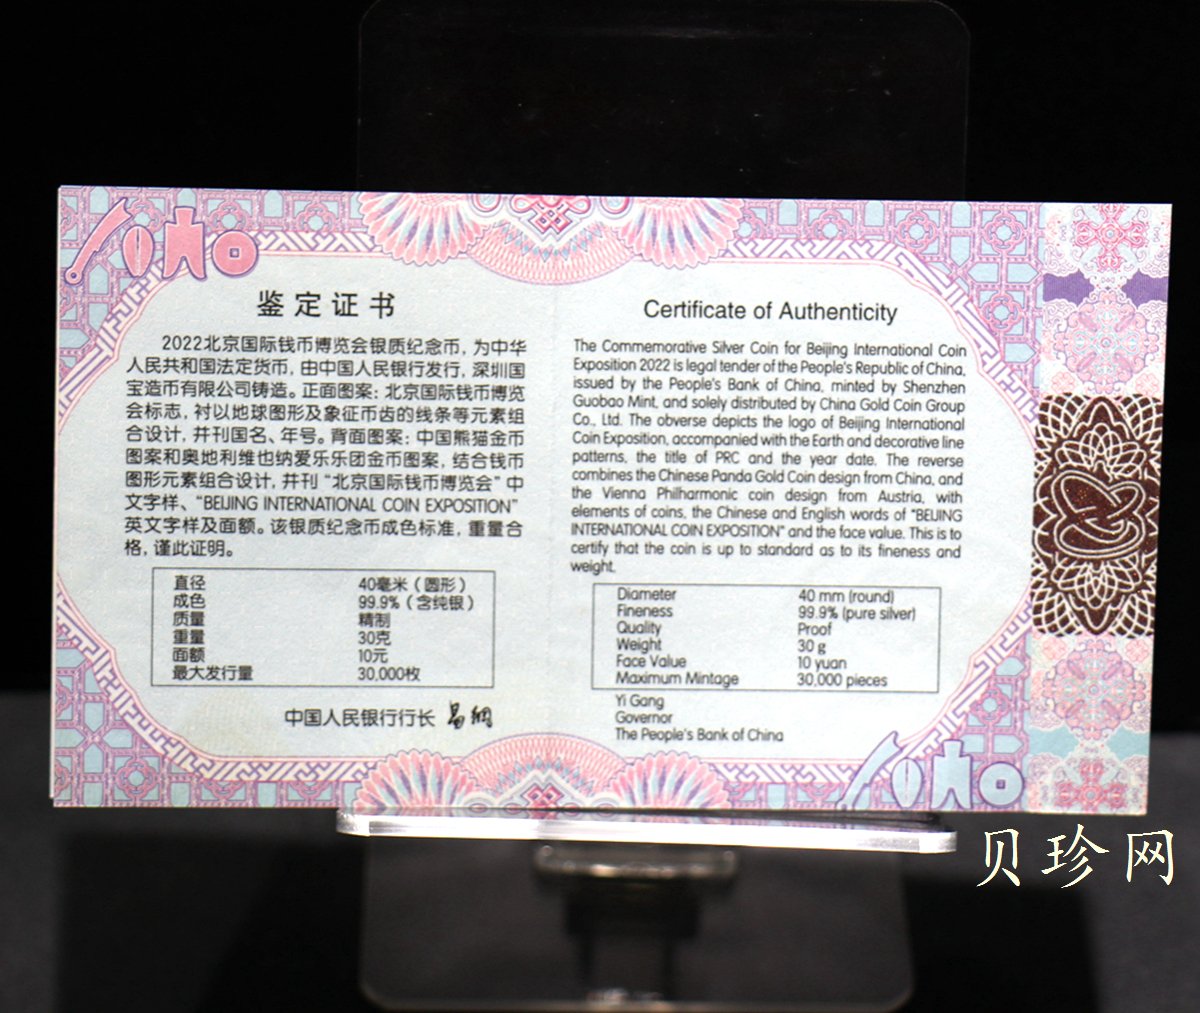 鉴定证书
2022北京国际钱币博览会银质纪念币，为中华
人民共和国法定货币，由中国人民银行发行，深圳国
宝造币有限公司铸造。正面图案：北京国际钱币博览
会标志，衬以地球图形及象征币齿的线条等元素组
合设计，并刊国名、年号。背面图案：中国熊猫金币
图案和奥地利维也纳爱乐乐团金币图案，结合钱币
图形元素组合设计，并刊“北京国际钱币博览会”中
文字样、“BEIJING INTERNATIONAL COIN EXPOSITION”
英文字样及面额。该银质纪念币成色标准，重量合
格，谨此证明。
直径 40毫米（圆形）
成色 99.9%（含纯银）
质量 精制
重量 30克
面额 10元
最大发行量 30,000枚
中国人民银行行长 易纲
Certificate of Authenticity
The Commemorative Silver Coin for Beijing International Coin
Exposition 2022 is legal tender of the People's Republic of China,
issued by the People's Bank of China, minted by Shenzhen
Guobao Mint, and solely distributed by China Gold Coin Group
Co., Ltd. The obverse depicts the logo of Beijing International
Coin Exposition, accompanied with the Earth and decorative line
patterns, the title of PRC and the year date. The reverse
combines the Chinese Panda Gold Coin design from China, and
the Vienna Philharmonic coin design from Austria, with
elements of coins, the Chinese and English words of "BEIJING
INTERNATIONAL COIN EXPOSITION" and the face value. This is to
certify that the coin is up to standard as to its fineness and
weight.
Diameter 40 mm (round)
Fineness 99.9% (pure silver)
Quality Proof
Weight 30 g
Face Value 10 yuan
Maximum Mintage 30,000 pieces
Yi Gang
Governor
The People's Bank of China
贝珍网